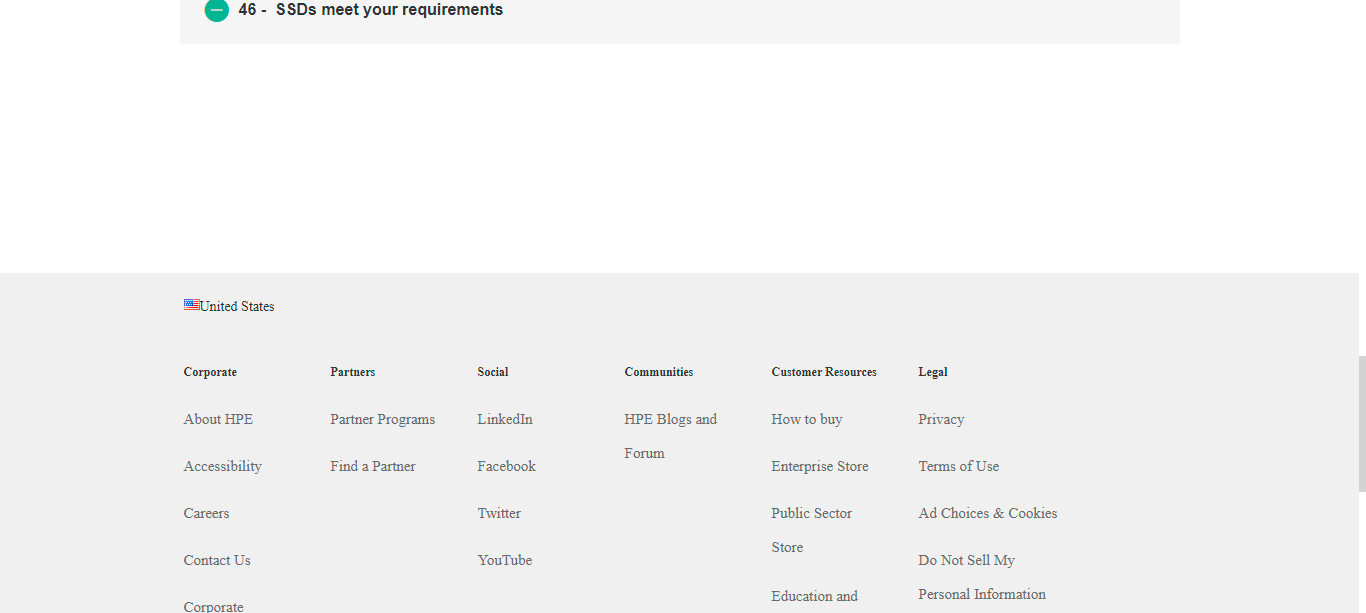 46 - SSDs meet your requirements
United States
Corporate
About HPE
Accessibility
Careers
Contact Us
Corporate
Partners
Partner Programs
Find a Partner
Social
LinkedIn
Facebook
Twitter
YouTube
Communities
HPE Blogs and
Forum
Customer Resources
How to buy
Enterprise Store
Public Sector
Store
Education and
Legal
Privacy
Terms of Use
Ad Choices & Cookies
Do Not Sell My
Personal Information